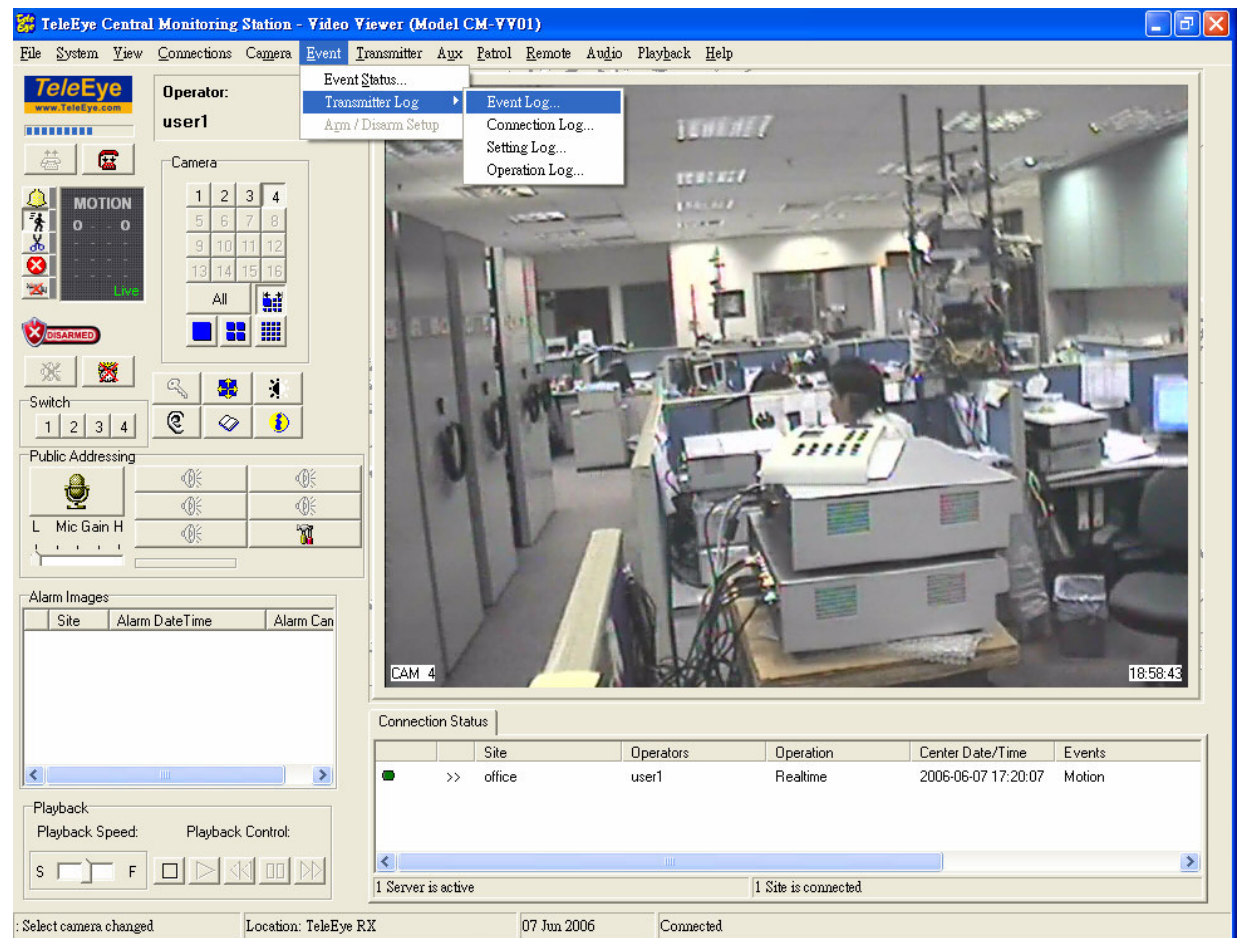 TeleEye Central Monitoring Station - Video Viewer (Model CM-VV01)
File System View Connections Camera Event Transmitter Aux Patrol Remote Audio Playback Help
Event Status...
Transmitter Log
Arm / Disarm Setup
Event Log...
Connection Log...
Setting Log...
Operation Log...
TeleEye
www.TeleEye.com
Operator:
user1
Camera
1 2 3 4
5 6 7 8
9 10 11 12
13 14 15 16
All
MOTION
0 - - 0
- - - -
- - - -
- - - -
Live
DISARMED
Switch
1 2 3 4
Public Addressing
L Mic Gain H
Alarm Images
Site Alarm DateTime Alarm Can
Playback
Playback Speed: Playback Control:
S F
CAM 4 18:58:43
Connection Status
Site Operators Operation Center Date/Time Events
>> office user1 Realtime 2006-06-07 17:20:07 Motion
1 Server is active 1 Site is connected
: Select camera changed Location: TeleEye RX 07 Jun 2006 Connected